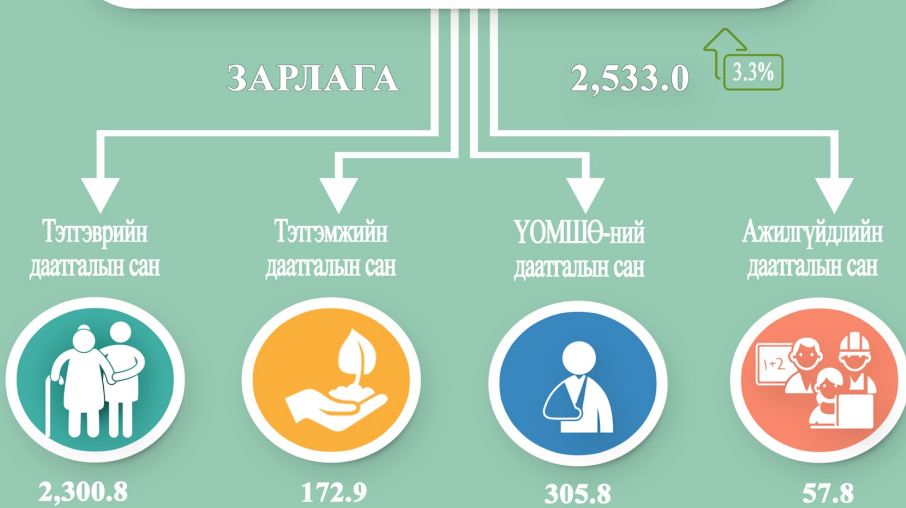 ЗАРЛАГА 2,533.0 3.3%
Тэтгэврийн даатгалын сан
Тэтгэмжийн даатгалын сан
ҮОМШӨ-ний даатгалын сан
Ажилгүйдлийн даатгалын сан
1+2
2,300.8 172.9 305.8 57.8